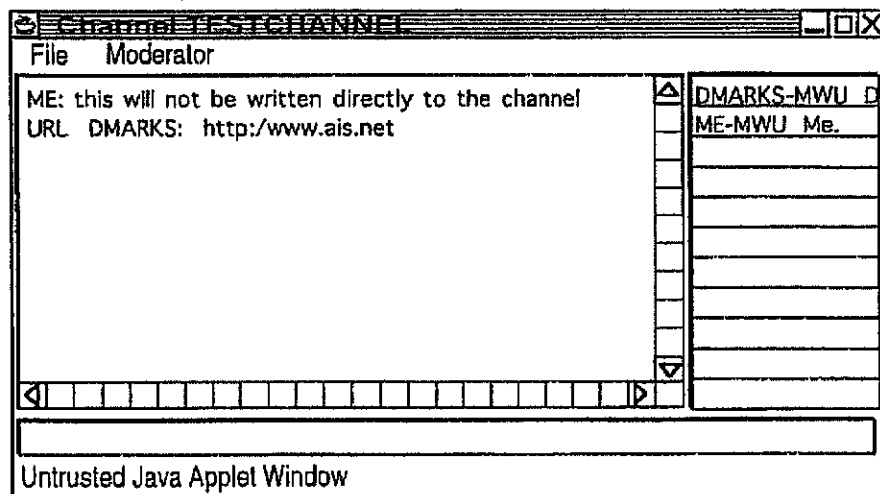 Channel TESTCHANNEL
File Moderator
ME: this will not be written directly to the channel
URL DMARKS: http:/www.ais.net
DMARKS-MWU D
ME-MWU Me.
Untrusted Java Applet Window